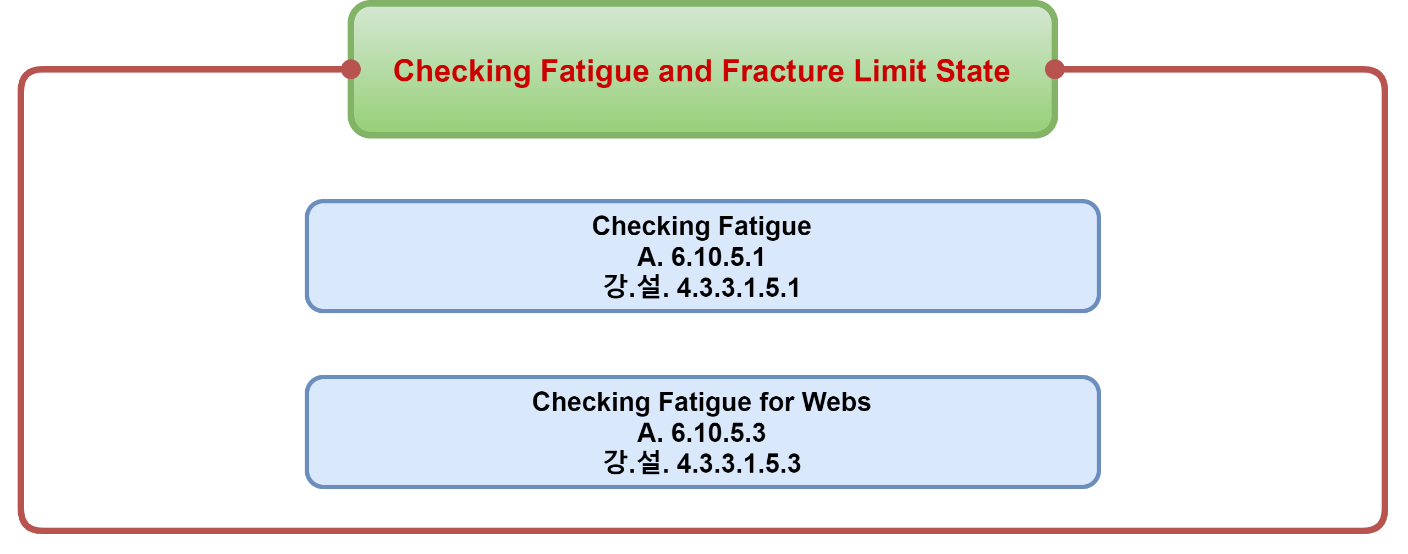 Checking Fatigue and Fracture Limit State
Checking Fatigue
A. 6.10.5.1
강.설. 4.3.3.1.5.1
Checking Fatigue for Webs
A. 6.10.5.3
강.설. 4.3.3.1.5.3